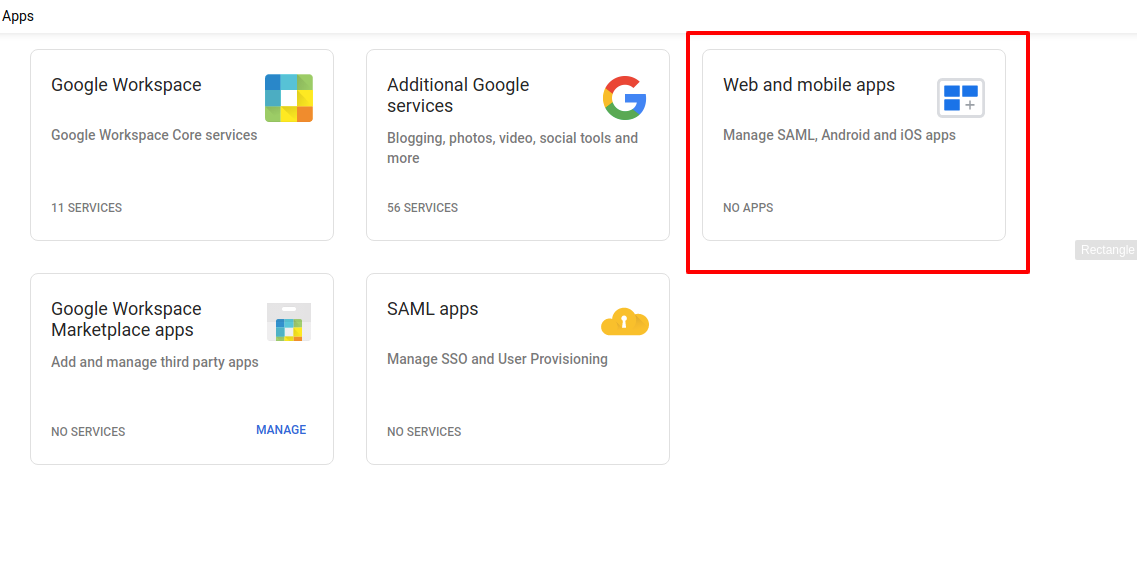 Apps
Google Workspace
Google Workspace Core services
11 SERVICES
Additional Google
services
Blogging, photos, video, social tools and
more
56 SERVICES
Web and mobile apps
Manage SAML, Android and iOS apps
NO APPS
Rectangle
Google Workspace
Marketplace apps
Add and manage third party apps
NO SERVICES
MANAGE
SAML apps
Manage SSO and User Provisioning
NO SERVICES